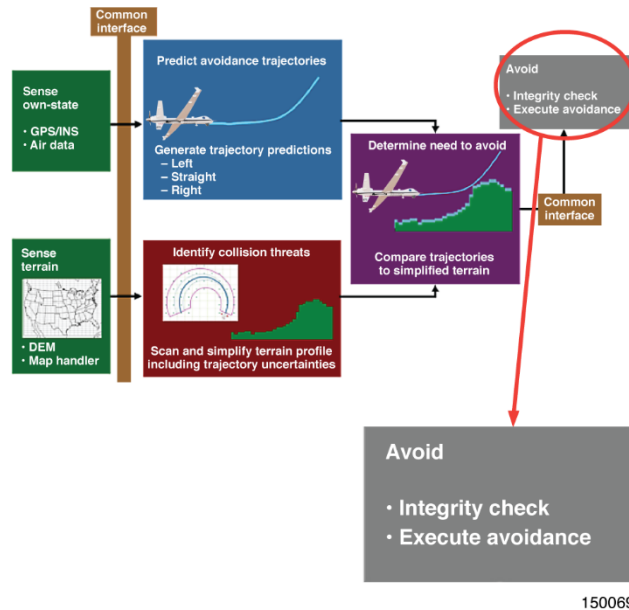 Common
interface
Sense
own-state
• GPS/INS
• Air data
Predict avoidance trajectories
Generate trajectory predictions
– Left
– Straight
– Right
Sense
terrain
• DEM
• Map handler
Identify collision threats
Scan and simplify terrain profile
including trajectory uncertainties
Determine need to avoid
Compare trajectories
to simplified terrain
Common
interface
Avoid
• Integrity check
• Execute avoidance
Avoid
• Integrity check
• Execute avoidance
150069